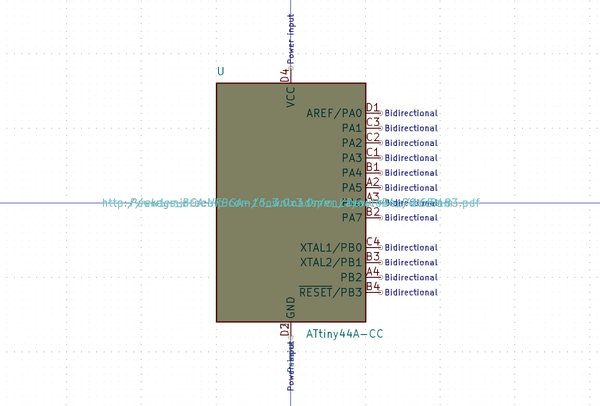 Power input
D4
U
VCC
AREF/PA0 D1 Bidirectional
PA1 C3 Bidirectional
PA2 C2 Bidirectional
PA3 C1 Bidirectional
PA4 B1 Bidirectional
PA5 A2 Bidirectional
A3
PA7 B2 Bidirectional
XTAL1/PB0 C4 Bidirectional
XTAL2/PB1 B3 Bidirectional
PB2 A4 Bidirectional
RESET/PB3 B4 Bidirectional
GND
D2
ATtiny44A-CC